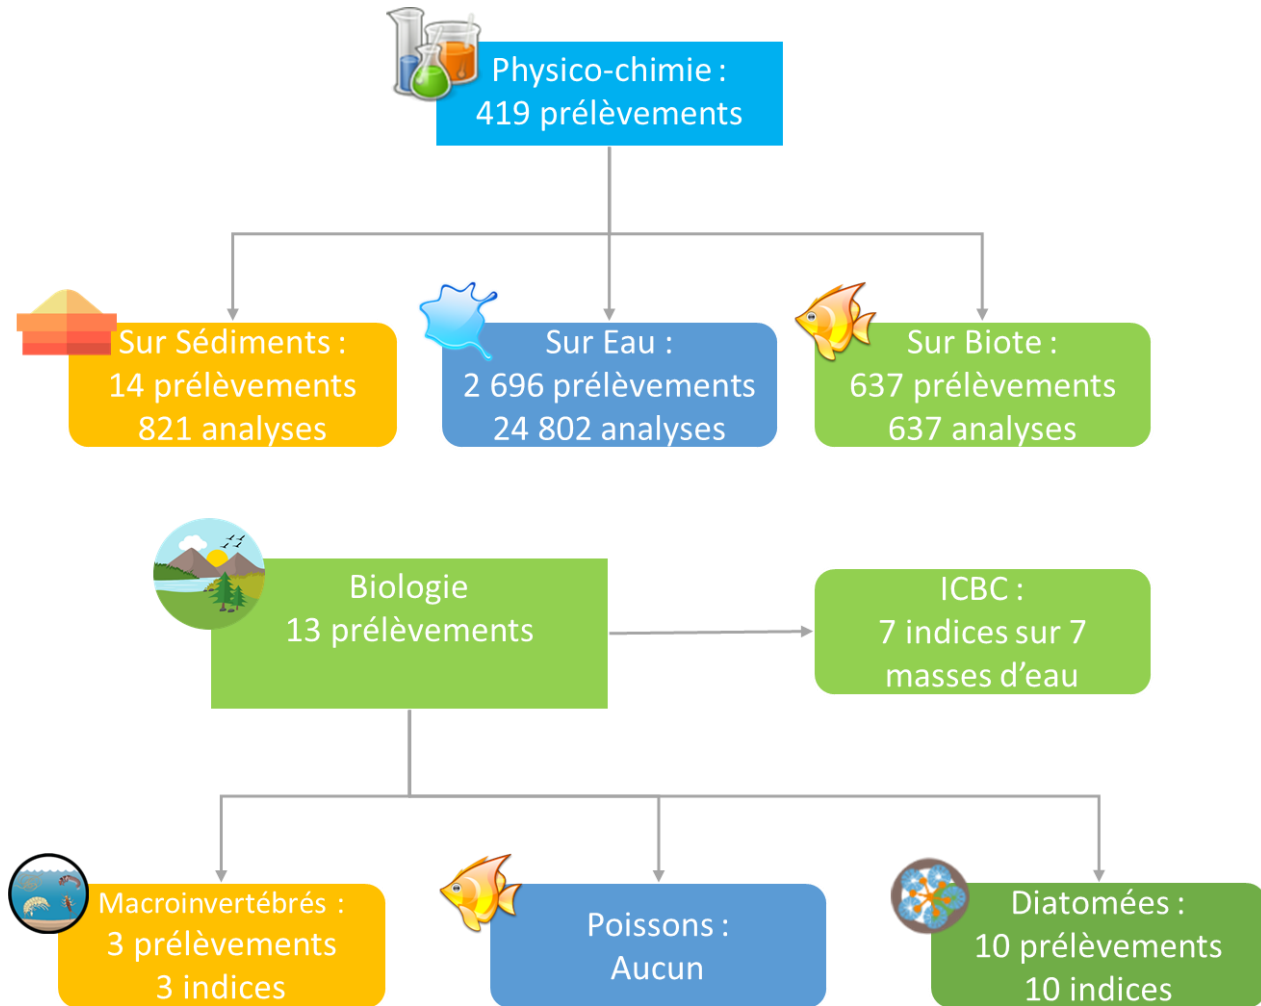 Physico-chimie :
419 prélèvements
Sur Sédiments :
14 prélèvements
821 analyses
Sur Eau :
2 696 prélèvements
24 802 analyses
Sur Biote :
637 prélèvements
637 analyses
Biologie
13 prélèvements
ICBC :
7 indices sur 7
masses d'eau
Macroinvertébrés :
3 prélèvements
3 indices
Poissons :
Aucun
Diatomées :
10 prélèvements
10 indices